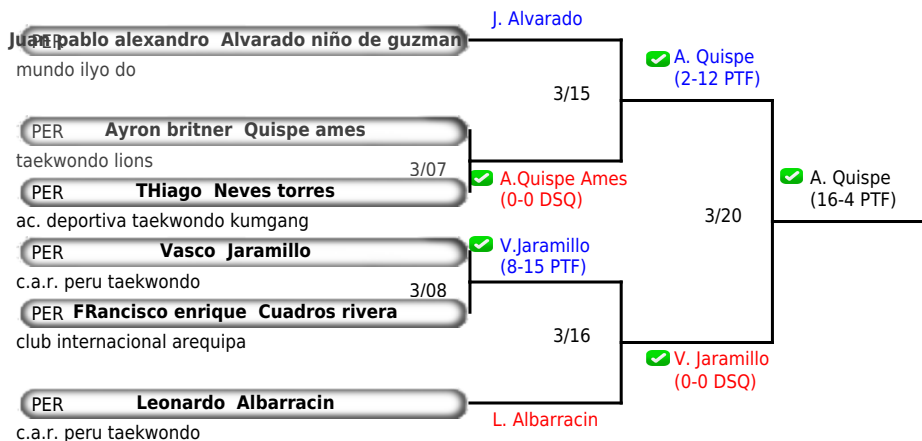 J. Alvarado
PER Juan pablo alexandro Alvarado niño de guzman
mundo ilyo do
A. Quispe
(2-12 PTF)
3/15
PER Ayron britner Quispe ames
taekwondo lions
3/07
A.Quispe Ames
(0-0 DSQ)
A. Quispe
(16-4 PTF)
PER THiago Neves torres
ac. deportiva taekwondo kumgang
3/20
PER Vasco Jaramillo
V.Jaramillo
(8-15 PTF)
c.a.r. peru taekwondo
3/08
PER FRancisco enrique Cuadros rivera
club internacional arequipa
3/16
V. Jaramillo
(0-0 DSQ)
PER Leonardo Albarracin
L. Albarracin
c.a.r. peru taekwondo